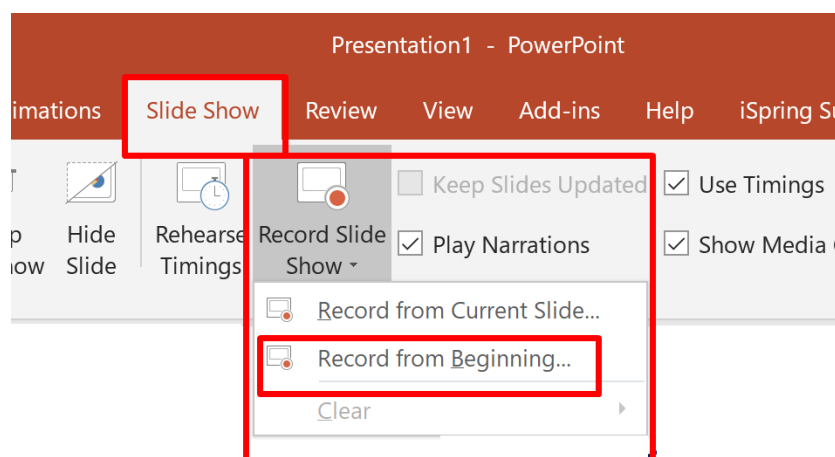 Presentation1 - PowerPoint
imations Slide Show Review View Add-ins Help iSpring Su
Keep Slides Updated Use Timings
p Hide Rehearse Record Slide Play Narrations Show Media
ow Slide Timings Show
Record from Current Slide...
Record from Beginning...
Clear